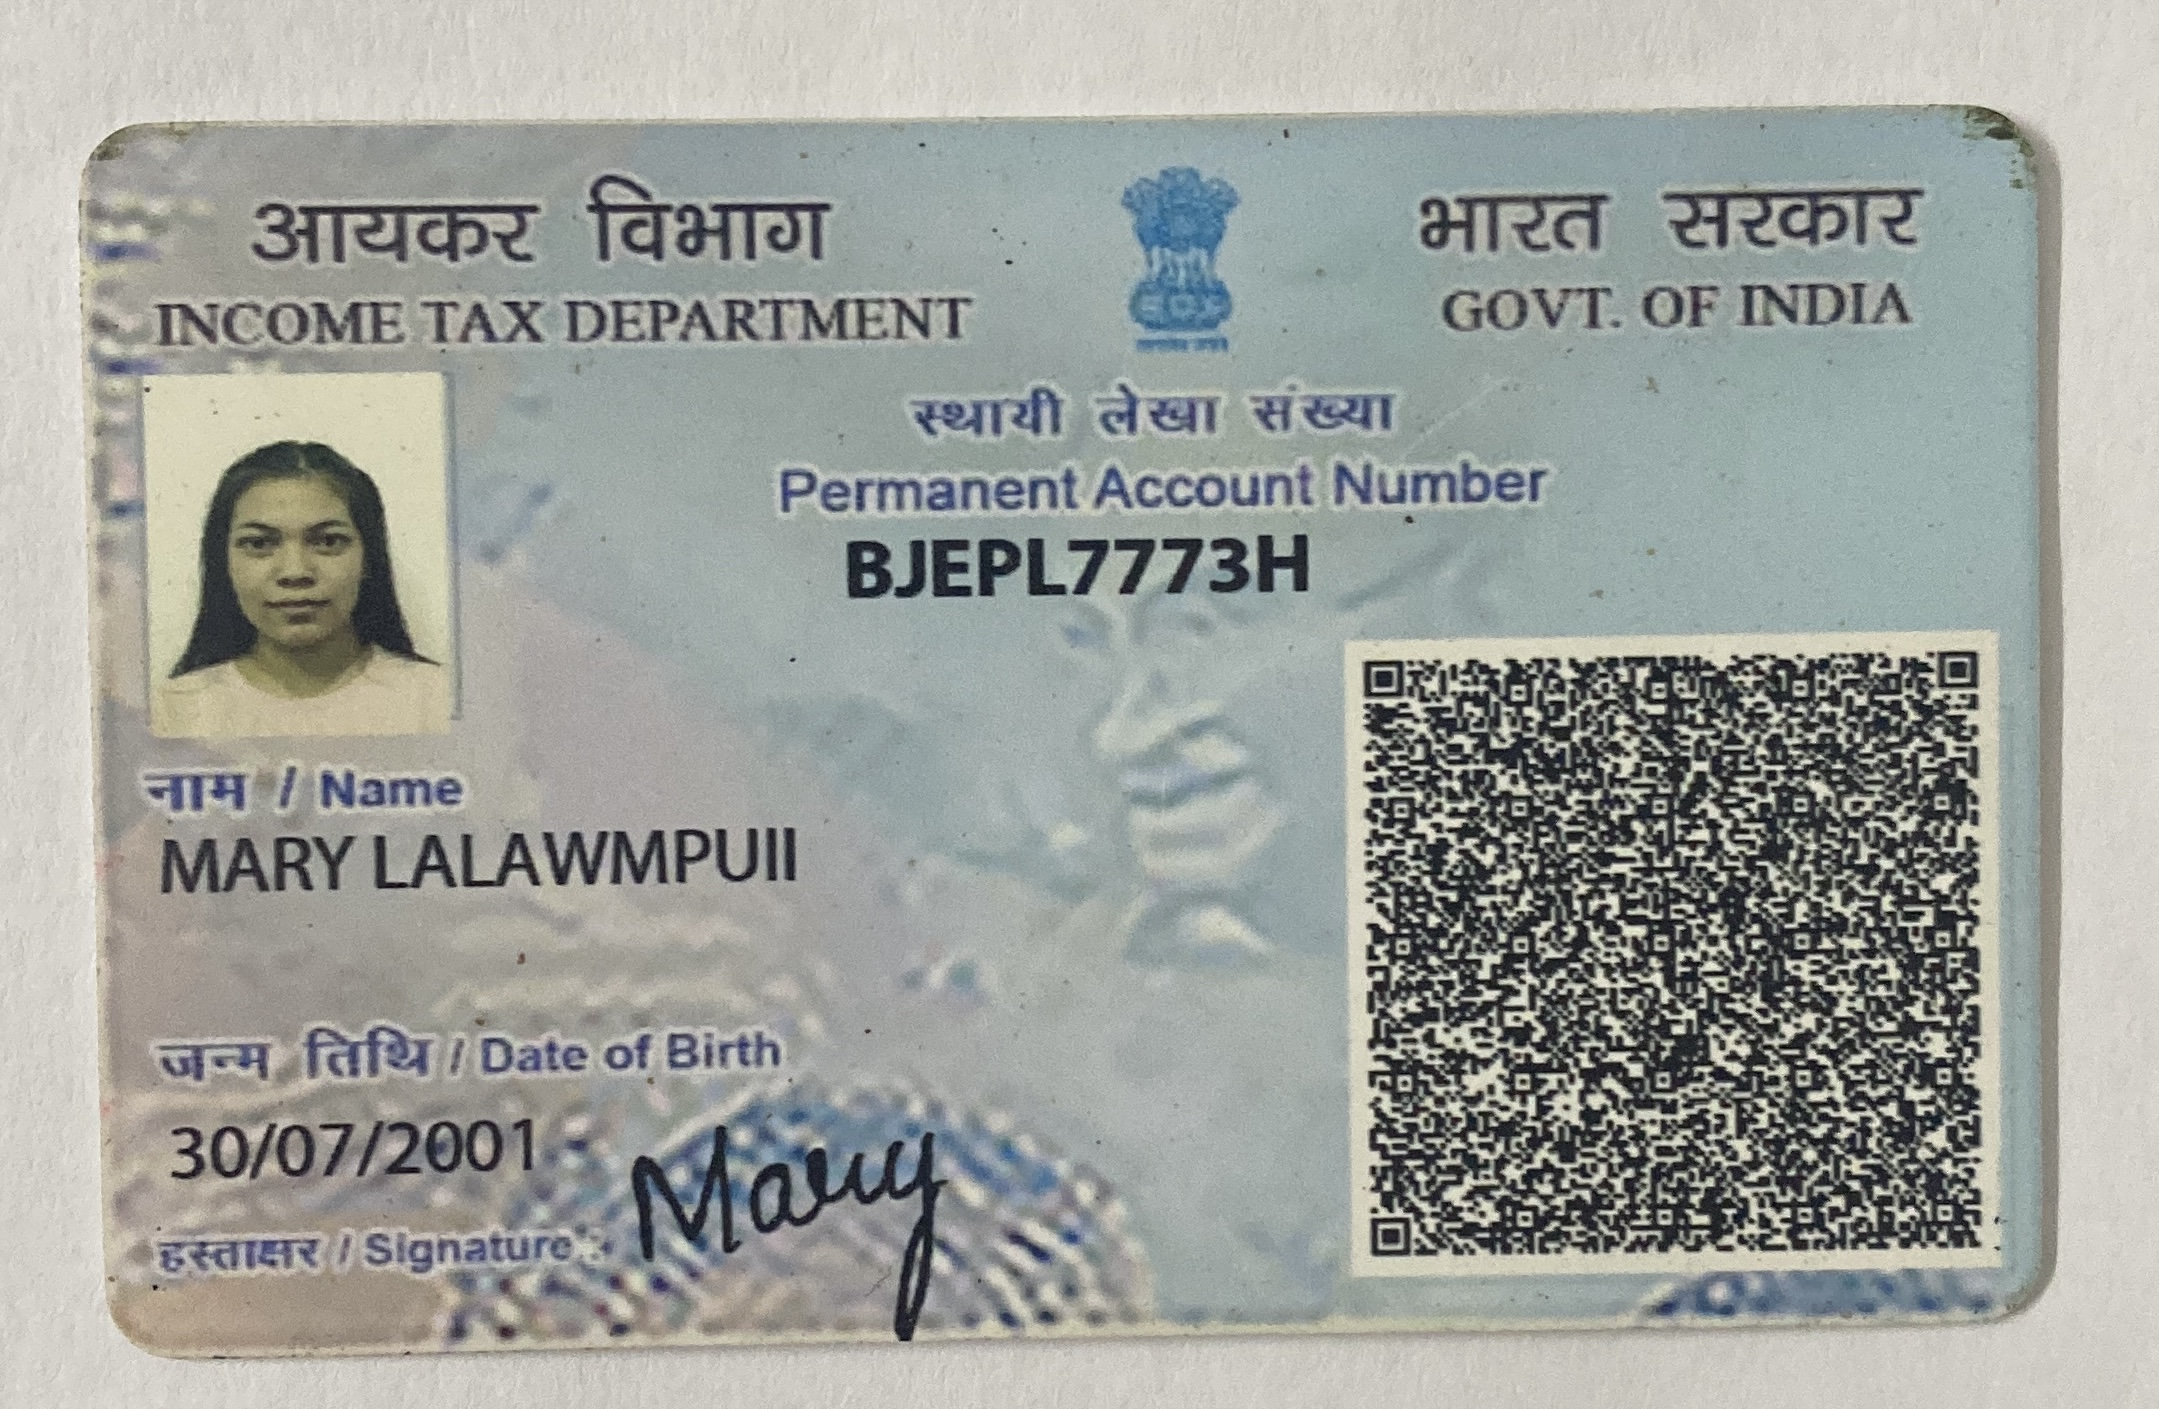 आयकर विभाग
INCOME TAX DEPARTMENT
भारत सरकार
GOVT. OF INDIA
स्थायी लेखा संख्या
Permanent Account Number
BJEPL7773H
नाम / Name
MARY LALAWMPUII
जन्म तिथि / Date of Birth
30/07/2001
हस्ताक्षर / Signature
Mary